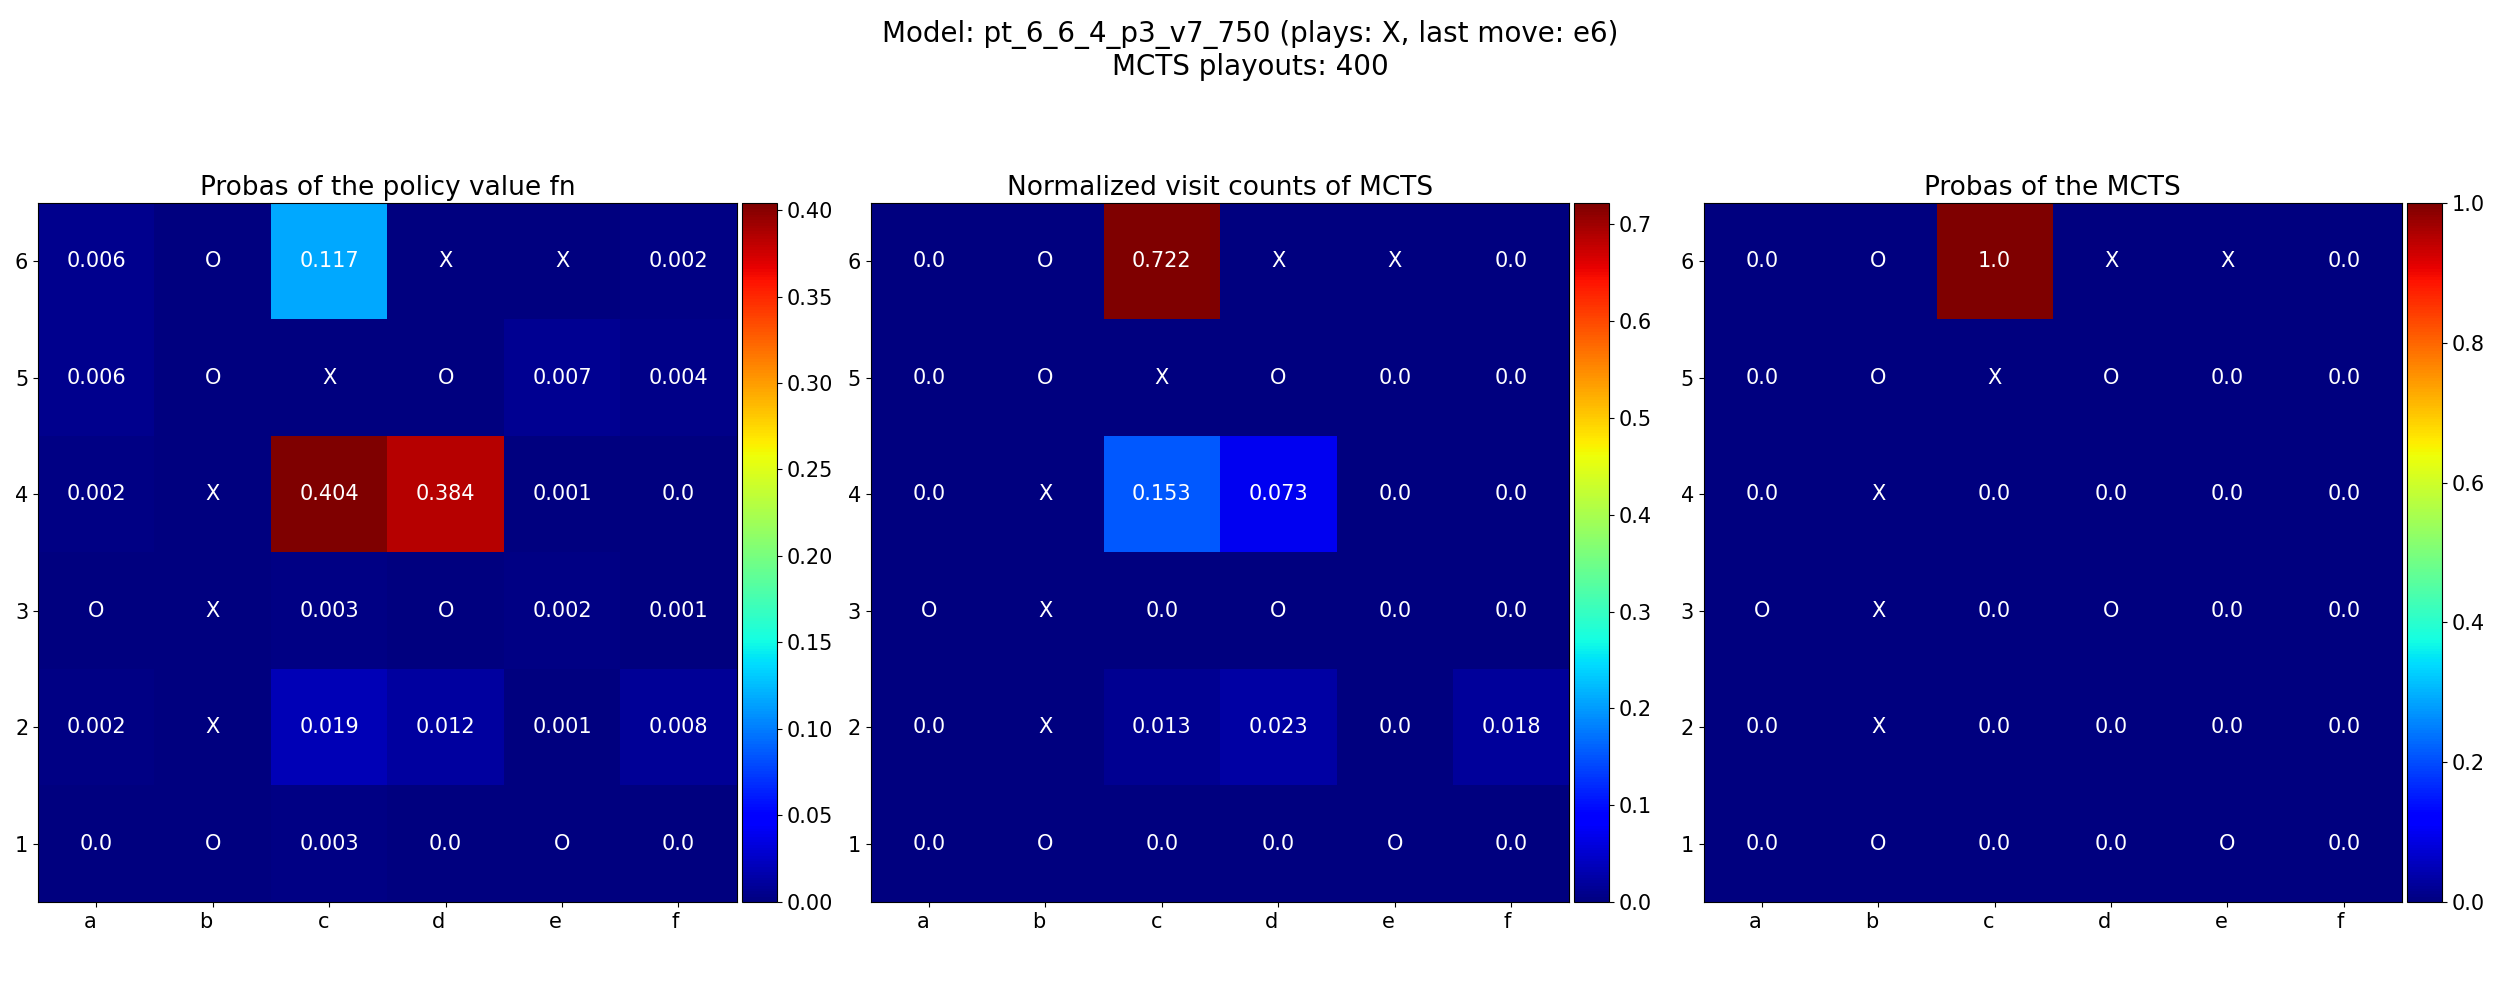 Model: pt_6_6_4_p3_v7_750 (plays: X, last move: e6)
MCTS playouts: 400
Probas of the policy value fn
6 0.006 O 0.117 X X 0.002
5 0.006 O X O 0.007 0.004
4 0.002 X 0.404 0.384 0.001 0.0
3 O X 0.003 O 0.002 0.001
2 0.002 X 0.019 0.012 0.001 0.008
1 0.0 O 0.003 0.0 O 0.0
a b c d e f
0.40
0.35
0.30
0.25
0.20
0.15
0.10
0.05
0.00
Normalized visit counts of MCTS
6 0.0 O 0.722 X X 0.0
5 0.0 O X O 0.0 0.0
4 0.0 X 0.153 0.073 0.0 0.0
3 O X 0.0 O 0.0 0.0
2 0.0 X 0.013 0.023 0.0 0.018
1 0.0 O 0.0 0.0 O 0.0
a b c d e f
0.7
0.6
0.5
0.4
0.3
0.2
0.1
0.0
Probas of the MCTS
6 0.0 O 1.0 X X 0.0
5 0.0 O X O 0.0 0.0
4 0.0 X 0.0 0.0 0.0 0.0
3 O X 0.0 O 0.0 0.0
2 0.0 X 0.0 0.0 0.0 0.0
1 0.0 O 0.0 0.0 O 0.0
a b c d e f
1.0
0.8
0.6
0.4
0.2
0.0